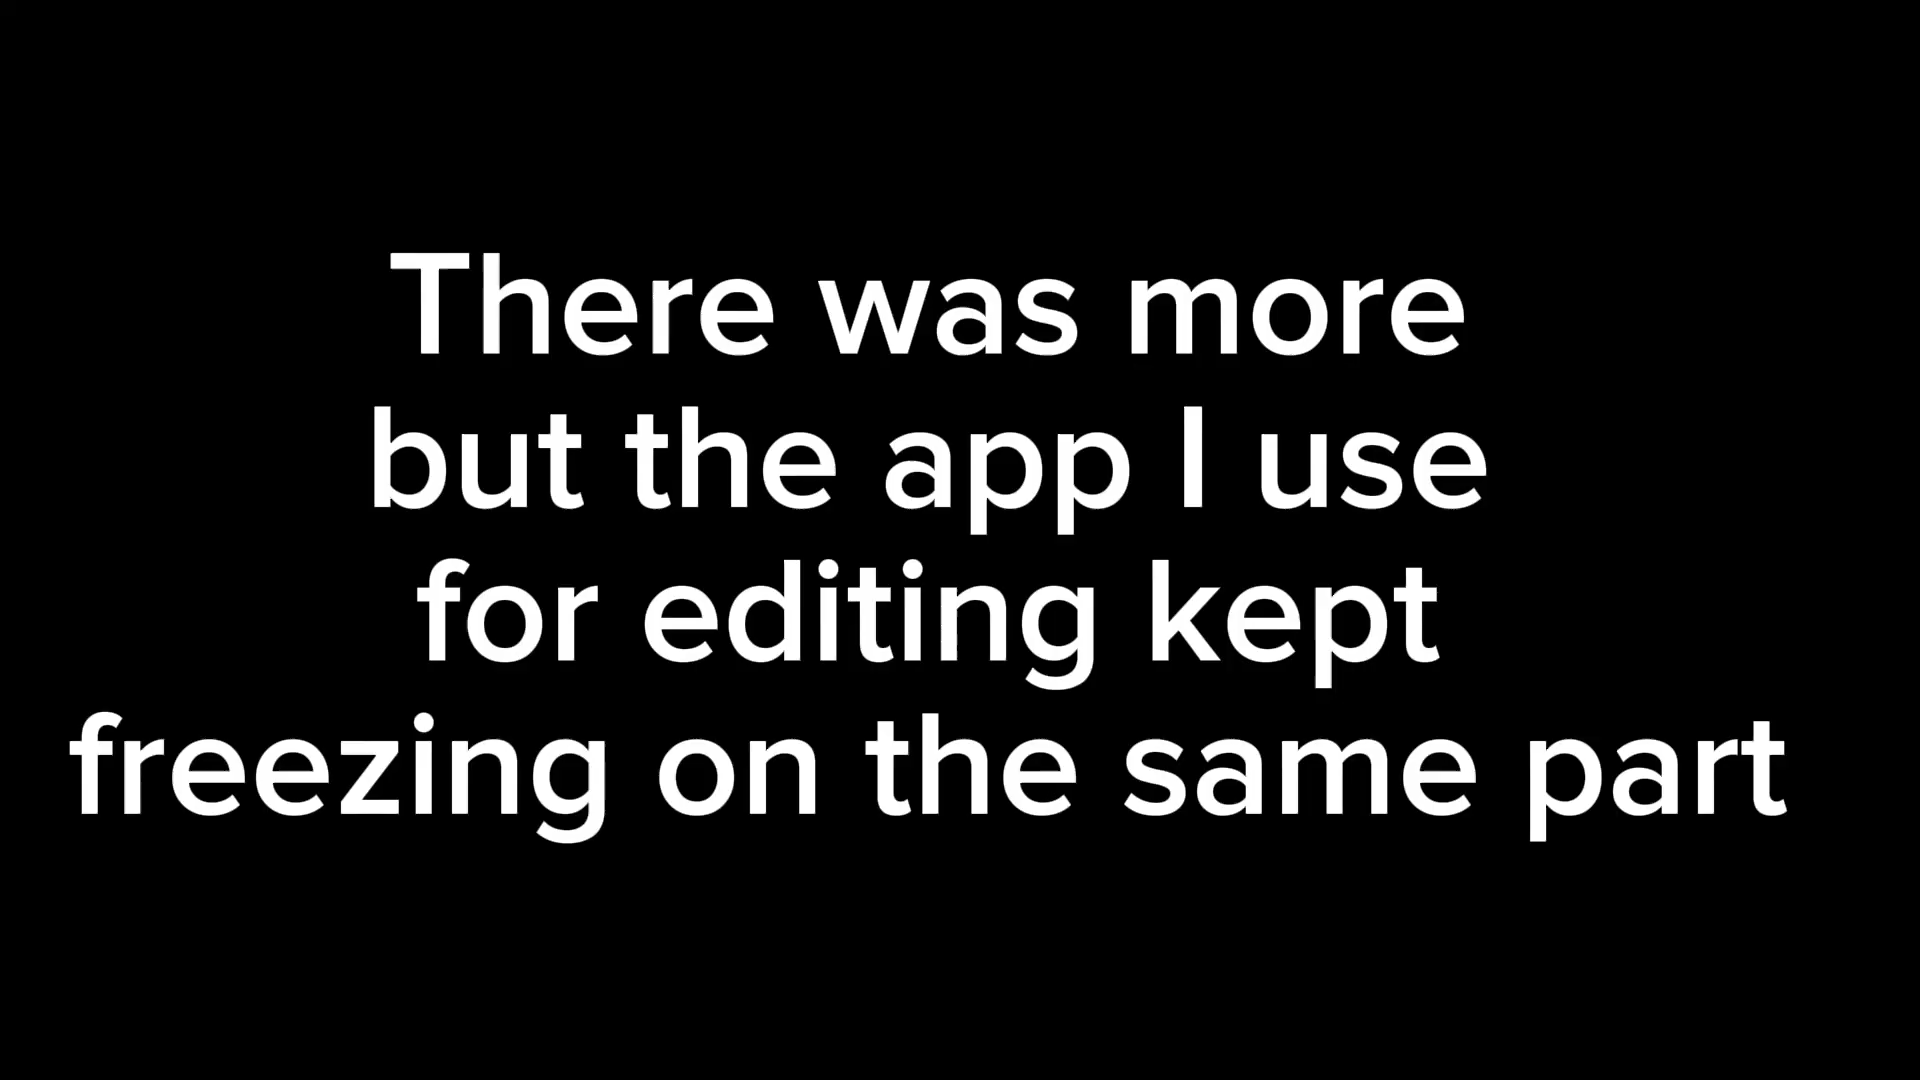 There was more
but the app I use
for editing kept
freezing on the same part